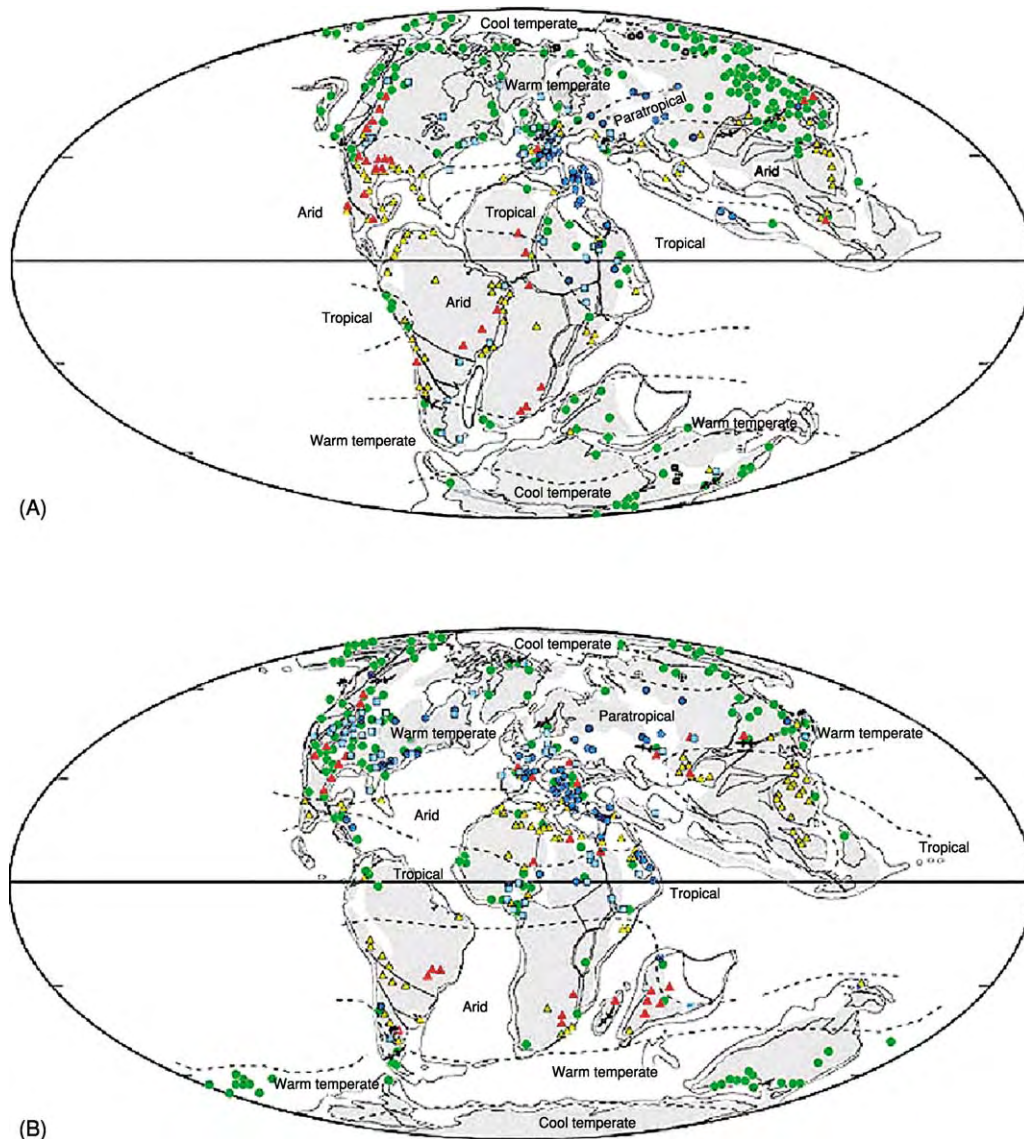 Cool temperate
Warm temperate
Paratropical
Arid
Arid
Tropical
Tropical
Arid
Tropical
Warm temperate
Warm temperate
Cool temperate
(A)
Cool temperate
Paratropical
Warm temperate
Warm temperate
Arid
Tropical
Tropical
Tropical
Arid
Warm temperate
Warm temperate
Cool temperate
(B)